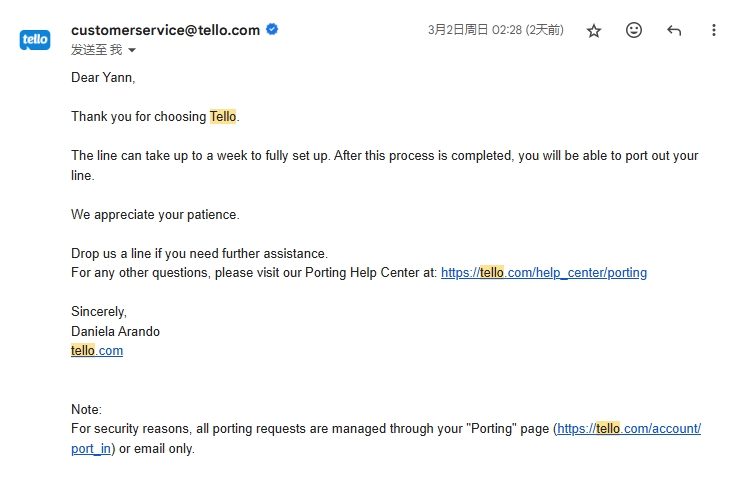 tello
customerservice@tello.com
3月2日周日 02:28 (2天前)
发送至 我
Dear Yann,
Thank you for choosing Tello.
The line can take up to a week to fully set up. After this process is completed, you will be able to port out your
line.
We appreciate your patience.
Drop us a line if you need further assistance.
For any other questions, please visit our Porting Help Center at: https://tello.com/help_center/porting
Sincerely,
Daniela Arando
tello.com
Note:
For security reasons, all porting requests are managed through your "Porting" page (https://tello.com/account/
port_in) or email only.